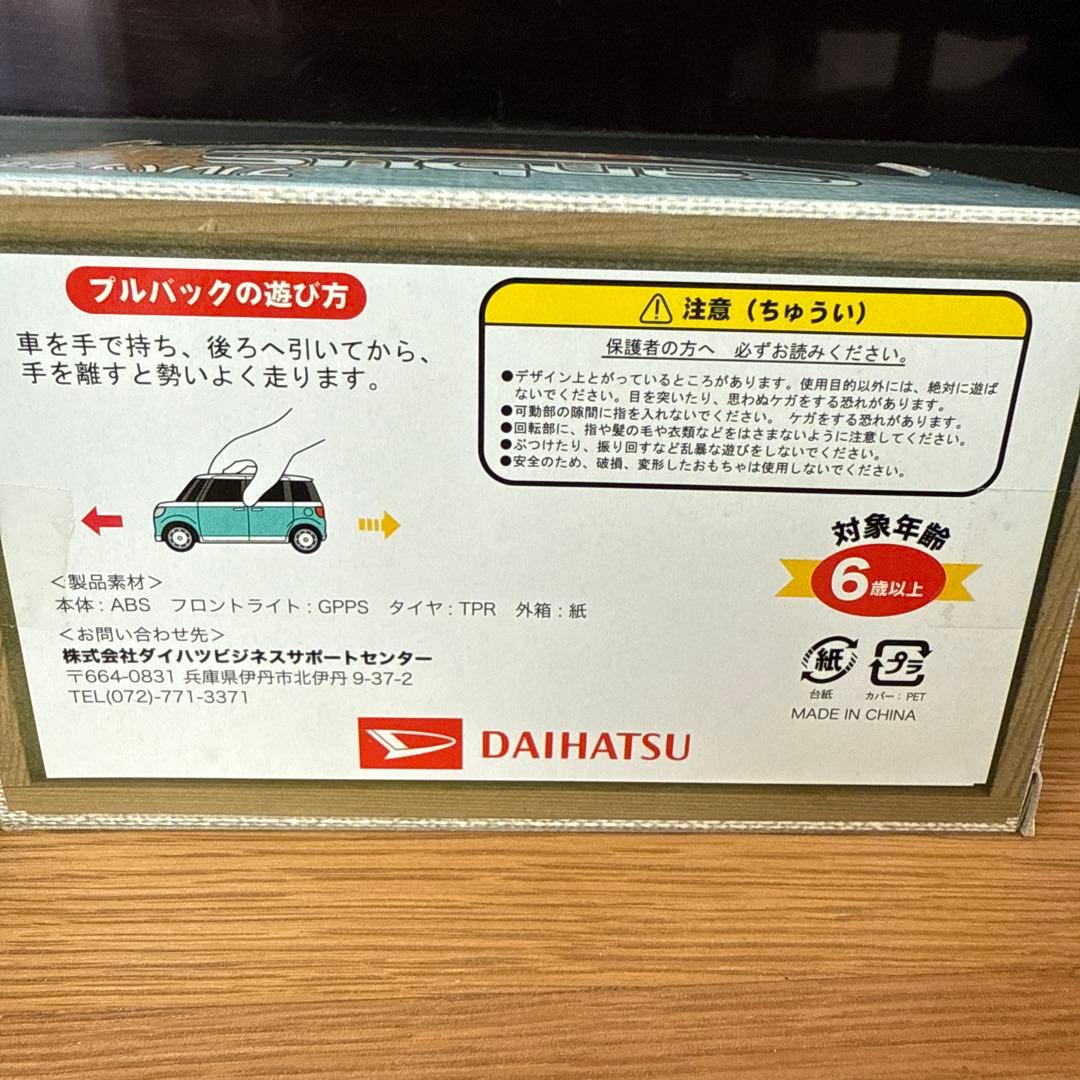 canbus
プルバックの遊び方
車を手で持ち、後ろへ引いてから、
手を離すと勢いよく走ります。
注意（ちゅうい）
保護者の方へ 必ずお読みください。
●デザイン上とがっているところがあります。使用目的以外には、絶対に遊ば
ないでください。目を突いたり、思わぬケガをする恐れがあります。
●可動部の隙間に指を入れないでください。 ケガをする恐れがあります。
●回転部に、指や髪の毛や衣類などをはさまないように注意してください。
●ぶつけたり、振り回すなど乱暴な遊びをしないでください。
●安全のため、破損、変形したおもちゃは使用しないでください。
対象年齢
6歳以上
＜製品素材＞
本体：ABS フロントライト：GPPS タイヤ：TPR 外箱：紙
＜お問い合わせ先＞
株式会社ダイハツビジネスサポートセンター
〒664-0831 兵庫県伊丹市北伊丹 9-37-2
TEL(072)-771-3371
紙
台紙
プラ
カバー：PET
MADE IN CHINA
DAIHATSU